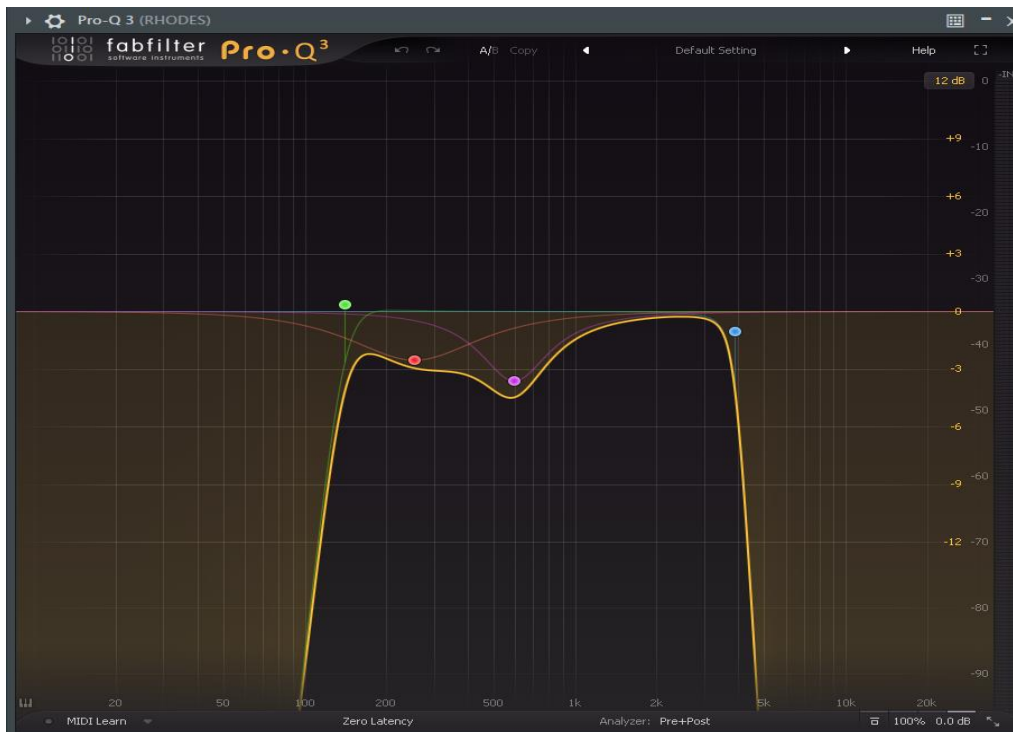 Pro-Q 3 (RHODES)
fabfilter
software instruments
Pro·Q³
A/B Copy
Default Setting
Help
12 dB 0 -IN
+9
-10
+6
-20
+3
-30
0
-40
-3
-50
-6
-60
-9
-12 -70
-80
-90
20 50 100 200 500 1k 2k 5k 10k 20k
MIDI Learn Zero Latency Analyzer: Pre+Post 100% 0.0 dB